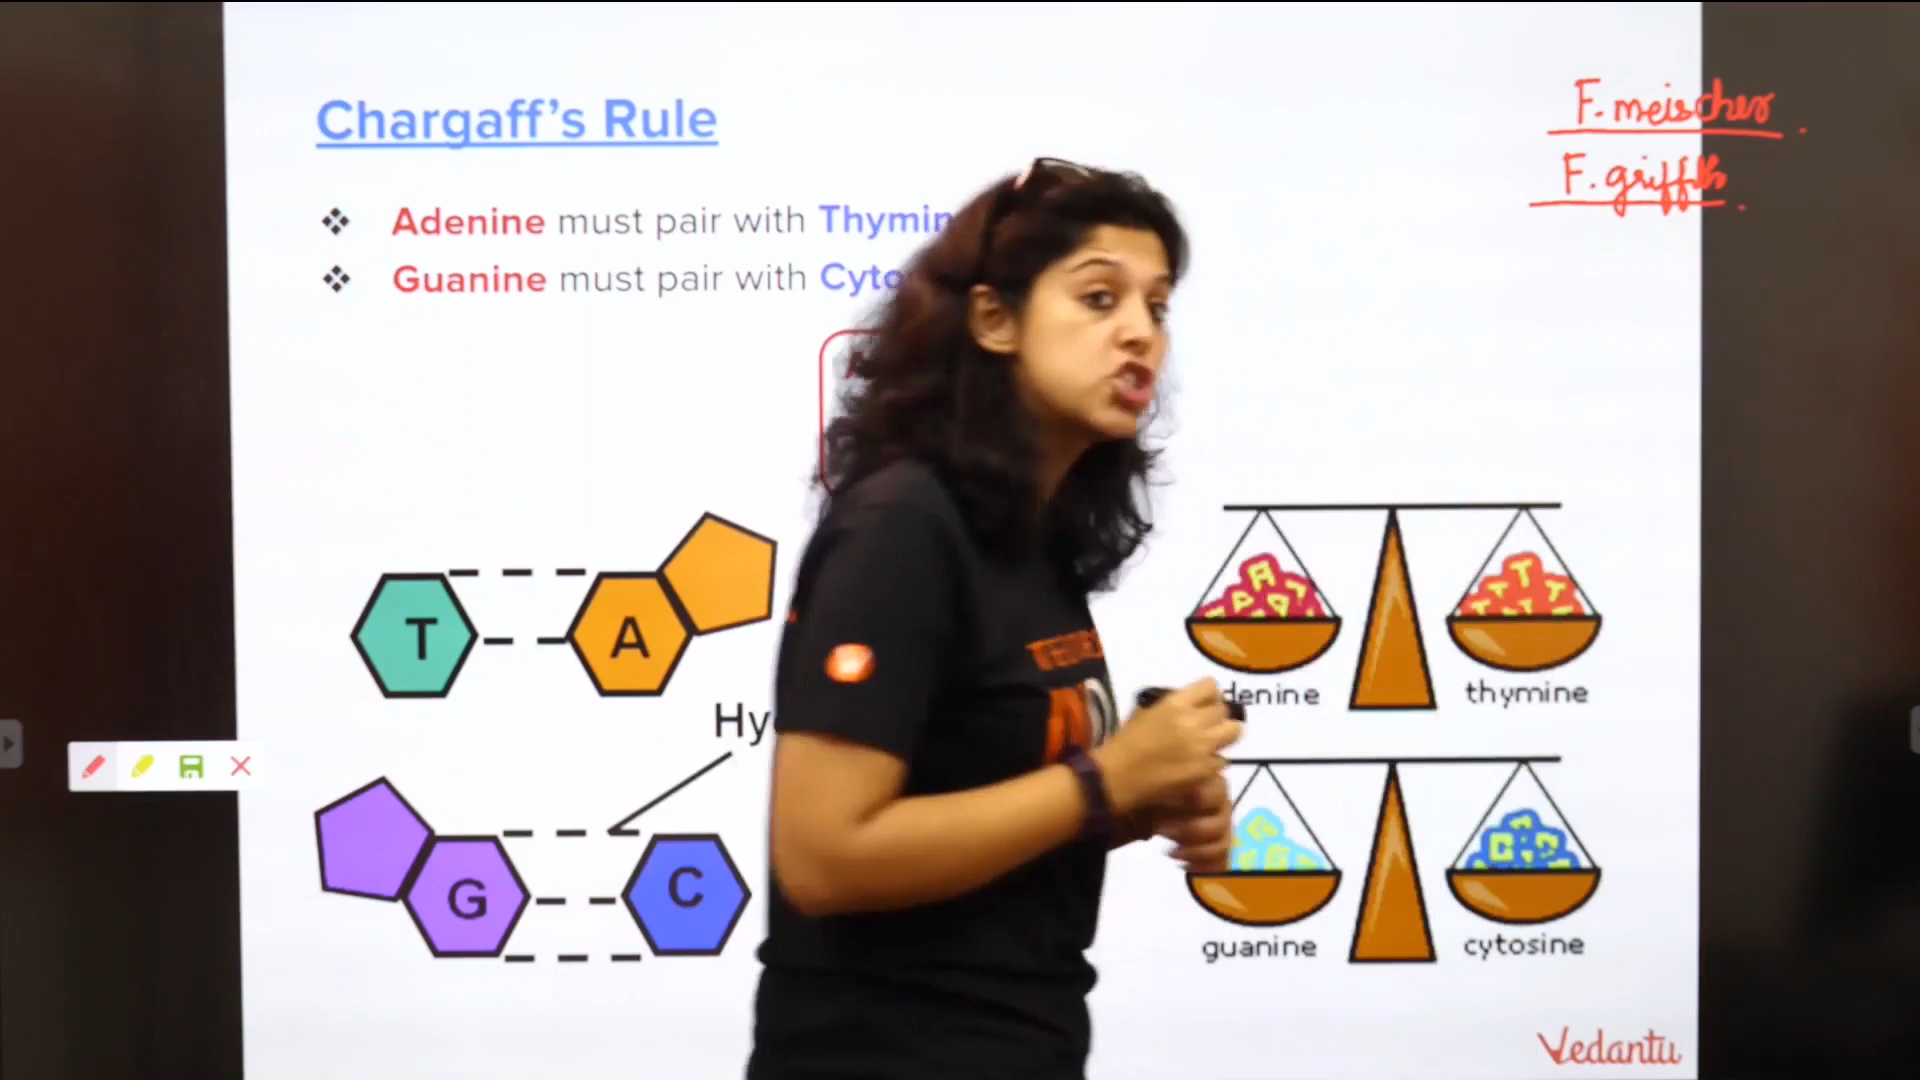 Chargaff's Rule
F. meischer
F. griffith
❖ Adenine must pair with Thymin
❖ Guanine must pair with Cyto
A
T
A
Hy
G
C
denine
thymine
guanine
cytosine
Vedantu